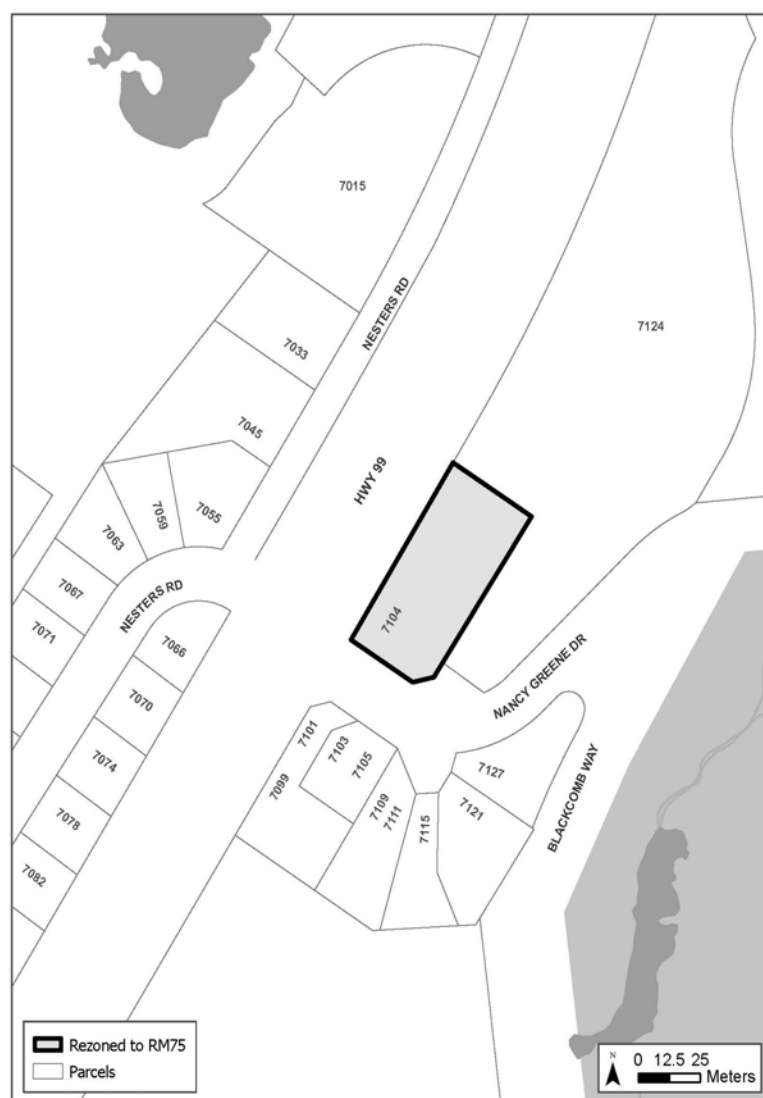 7015
NESTERS RD
7124
7033
7045
HWY 99
7055
7059
7063
7067
NESTERS RD
7071
7104
7066
NANCY GREENE DR
7070
7101
7103
7105
7127
7074
7099
BLACKCOMB WAY
7109
7111
7115
7121
7078
7082
Rezoned to RM75
Parcels
N
0 12.5 25
Meters